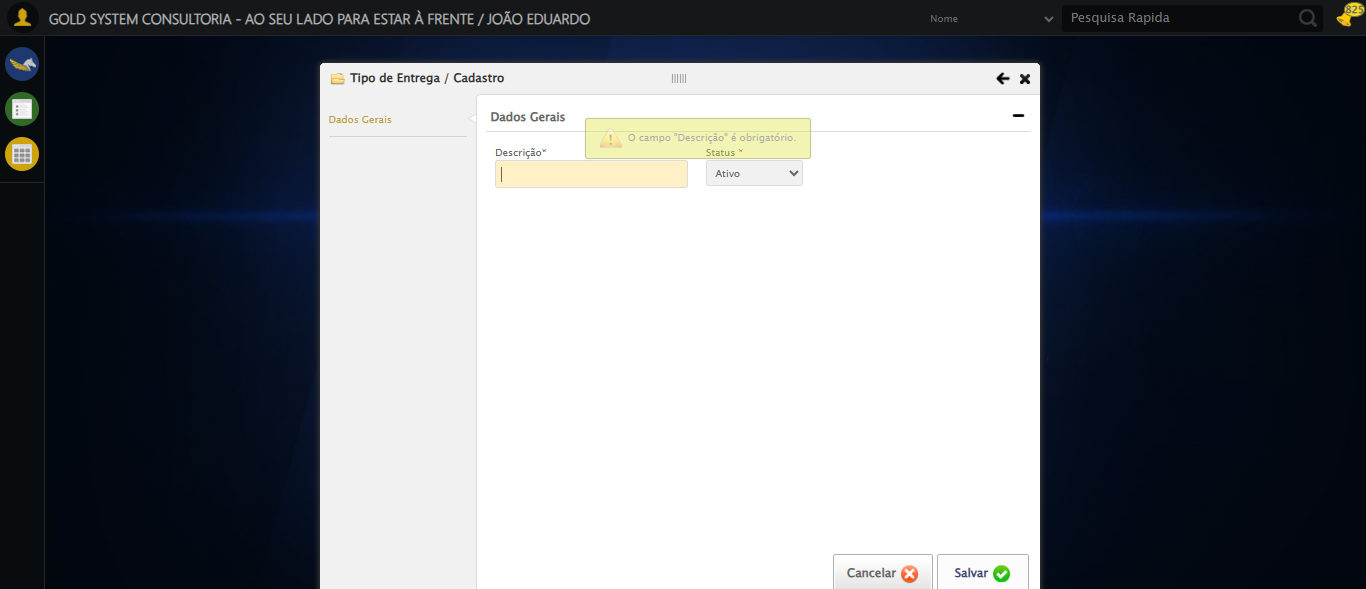 GOLD SYSTEM CONSULTORIA - AO SEU LADO PARA ESTAR À FRENTE / JOÃO EDUARDO
Nome
Pesquisa Rapida
825
Tipo de Entrega / Cadastro
Dados Gerais
Dados Gerais
O campo "Descrição" é obrigatório.
Descrição*
Status *
Ativo
Cancelar
Salvar